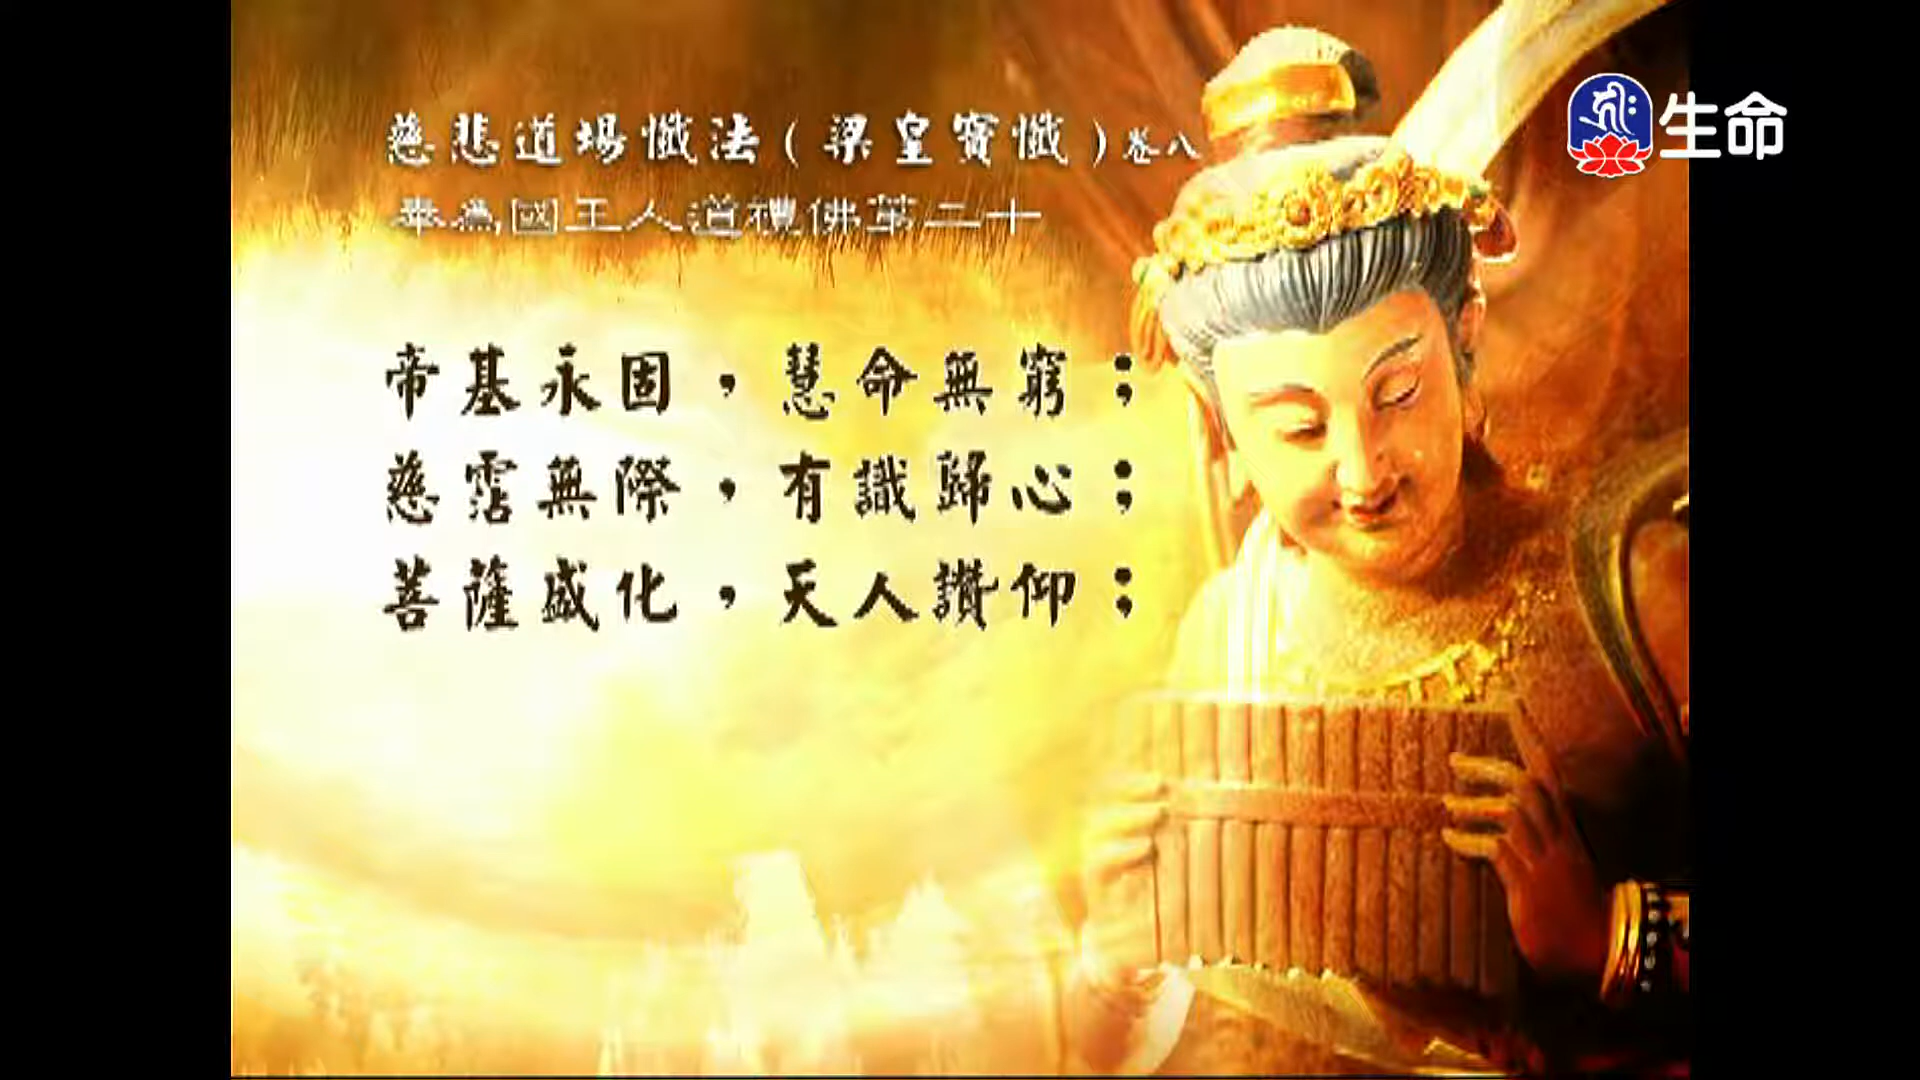 慈悲道場懺法(梁皇寶懺)卷八
奉為國王人道禮佛第二十
帝基永固，慧命無窮；
慈霑無際，有識歸心；
菩薩盛化，天人讚仰；
生命